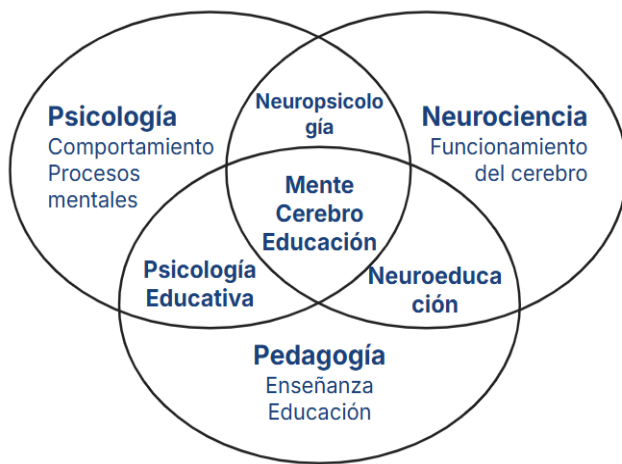 Psicología
Comportamiento
Procesos
mentales
Neuropsicolo
gía
Neurociencia
Funcionamiento
del cerebro
Mente
Cerebro
Educación
Psicología
Educativa
Neuroeduca
ción
Pedagogía
Enseñanza
Educación